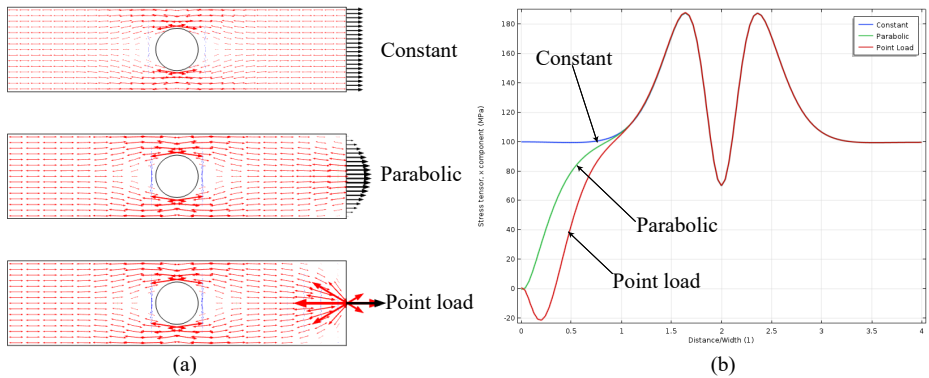 Constant
Parabolic
Point load
(a)
Stress tensor, x component (MPa)
180
160
140
120
100
80
60
40
20
0
-20
0
0.5
1
1.5
2
2.5
3
3.5
4
Distance/Width (1)
Constant
Parabolic
Point Load
Constant
Parabolic
Point load
(b)